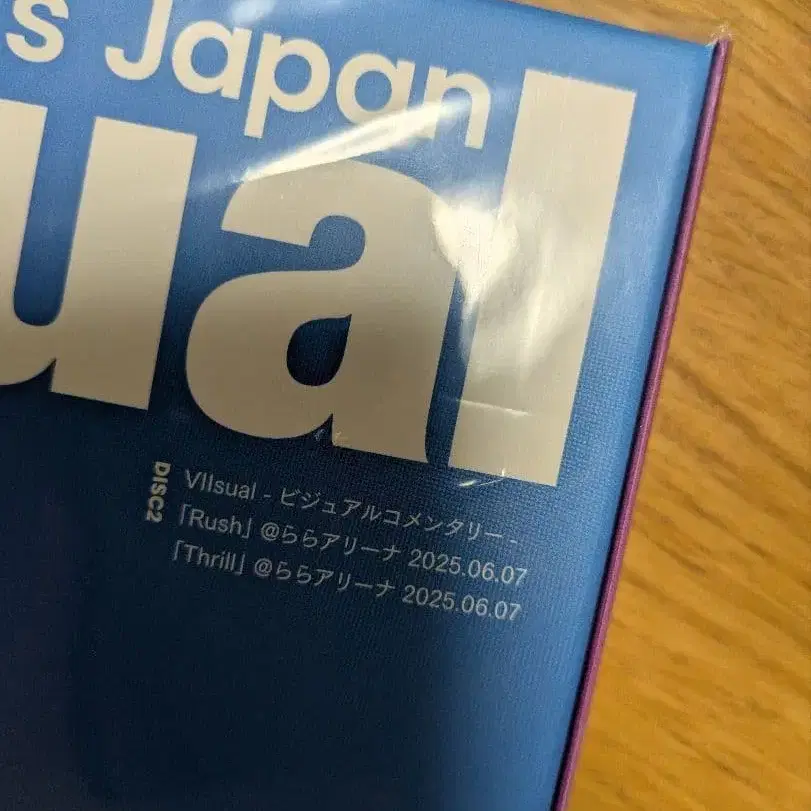 s Japan
ual
DISC2
VIIsual - ビジュアルコメンタリー -
「Rush」@ららアリーナ 2025.06.07
「Thrill」@ららアリーナ 2025.06.07